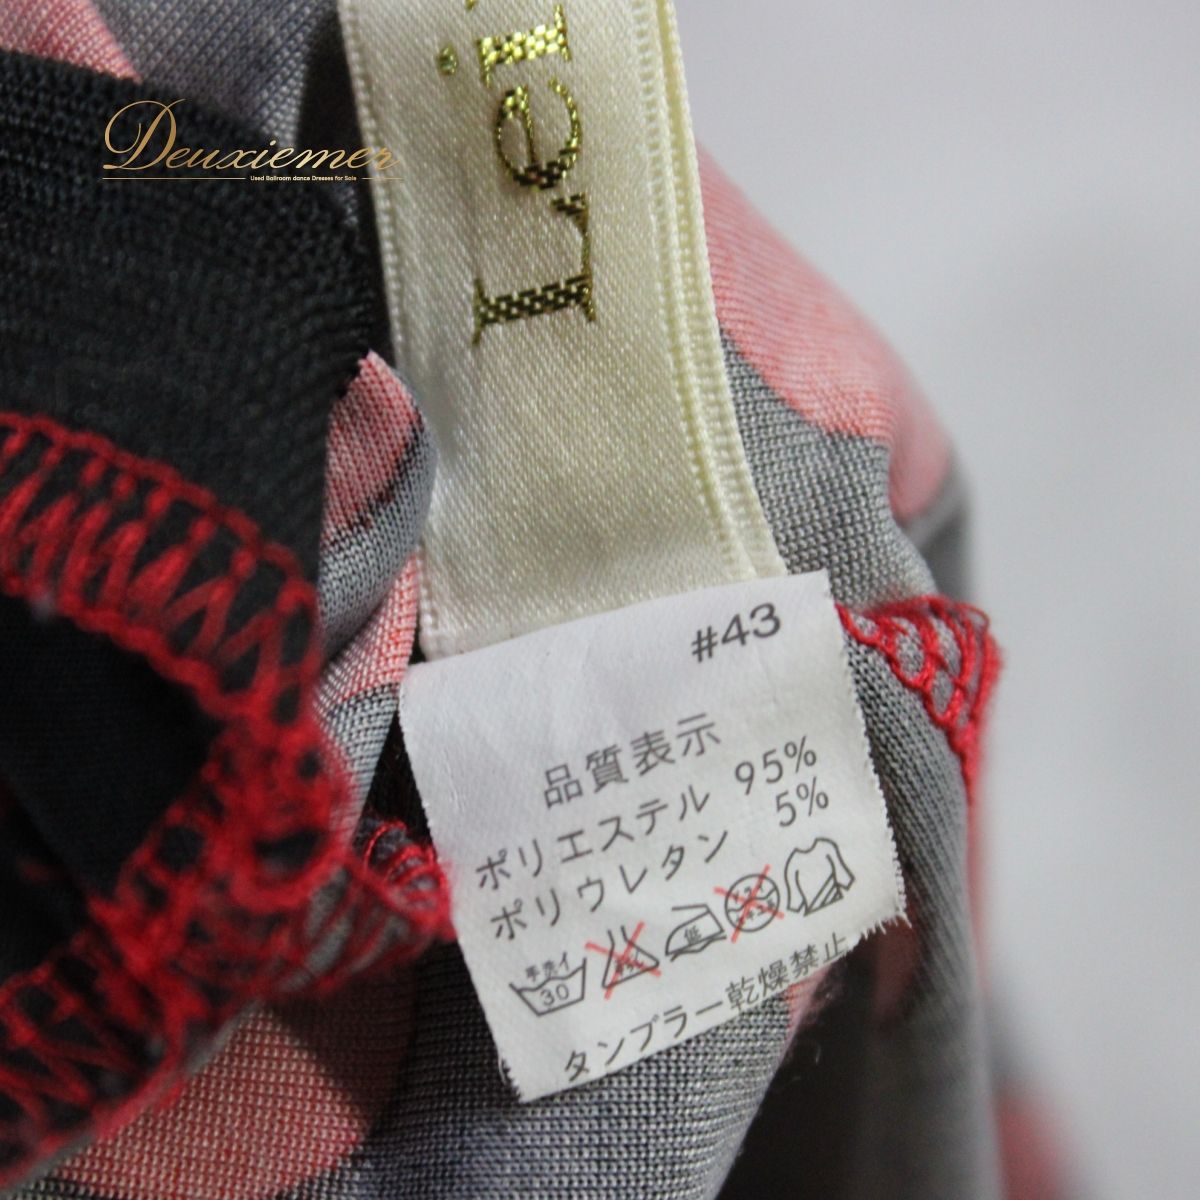 Deuxiemer
Used Ballroom dance Dresses for Sale
Lei
#43
品質表示
ポリエステル 95%
ポリウレタン 5%
手洗イ
30
低
タンブラー乾燥禁止